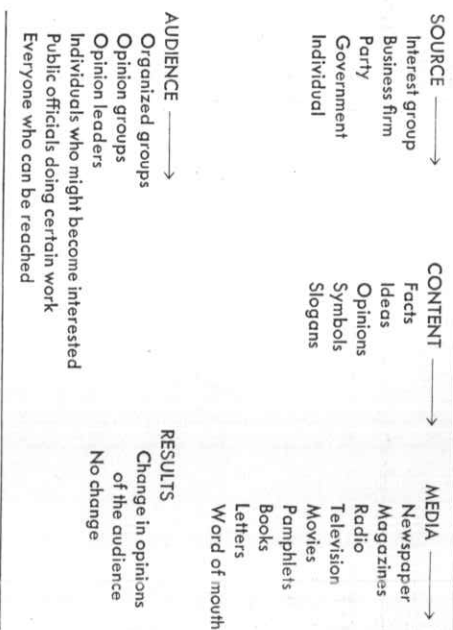 SOURCE →
Interest group
Business firm
Party
Government
Individual
CONTENT →
Facts
Ideas
Opinions
Symbols
Slogans
MEDIA →
Newspaper
Magazines
Radio
Television
Movies
Pamphlets
Books
Letters
Word of mouth
AUDIENCE →
Organized groups
Opinion groups
Opinion leaders
Individuals who might become interested
Public officials doing certain work
Everyone who can be reached
RESULTS
Change in opinions
of the audience
No change